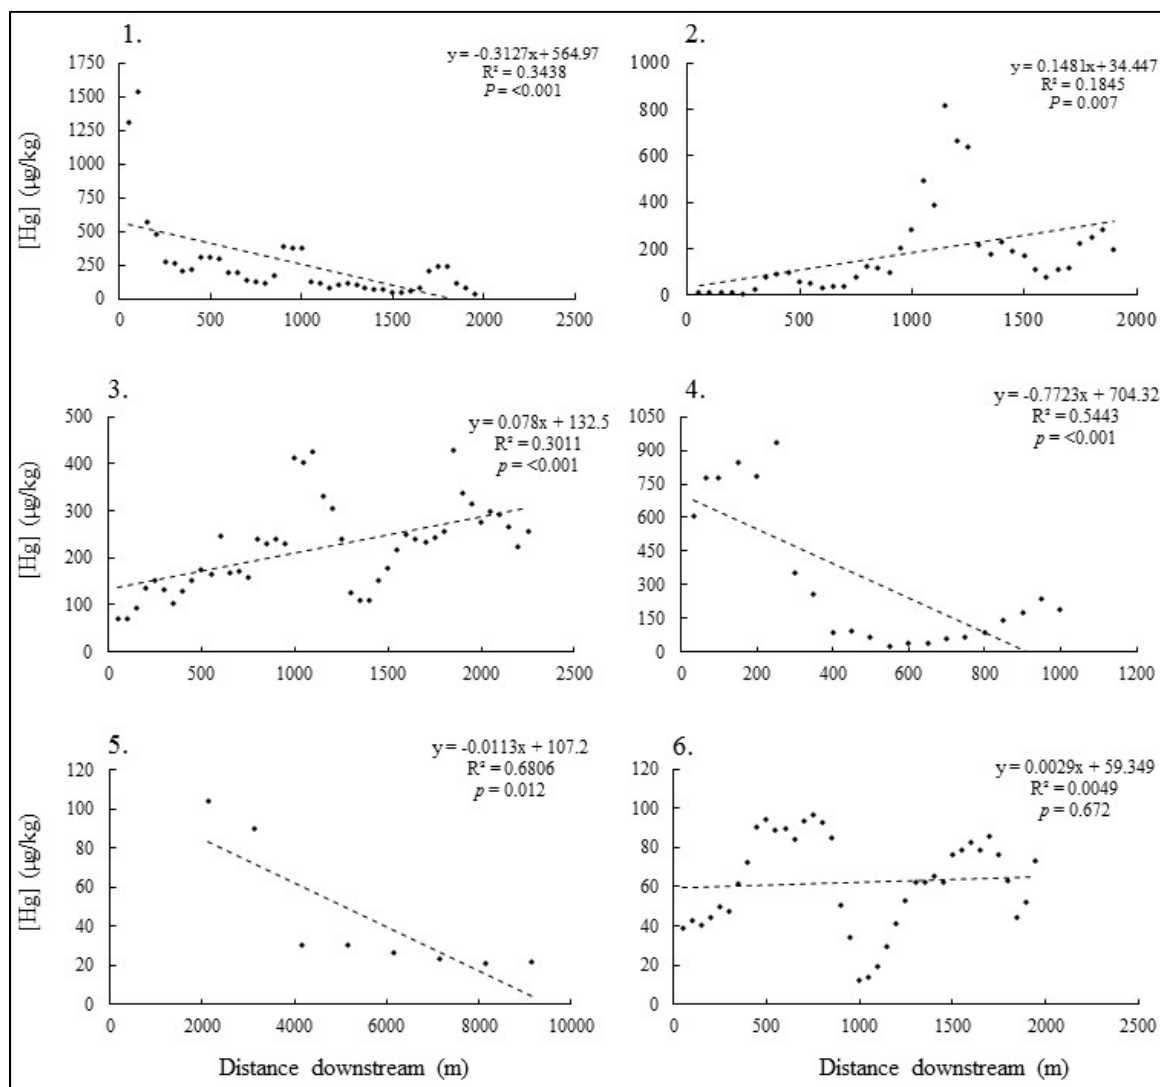 1.
y = -0.3127x+564.97
R² = 0.3438
P = <0.001
[Hg] (µg/kg)
1750
1500
1250
1000
750
500
250
0
0 500 1000 1500 2000 2500
2.
y = 0.1481x+34.447
R² = 0.1845
P = 0.007
1000
800
600
400
200
0
0 500 1000 1500 2000
3.
y = 0.078x + 132.5
R² = 0.3011
p = <0.001
[Hg] (µg/kg)
500
400
300
200
100
0
0 500 1000 1500 2000 2500
4.
y = -0.7723x + 704.32
R² = 0.5443
p = <0.001
1050
900
750
600
450
300
150
0
0 200 400 600 800 1000 1200
5.
y = -0.0113x + 107.2
R² = 0.6806
p = 0.012
[Hg] (µg/kg)
120
100
80
60
40
20
0
0 2000 4000 6000 8000 10000
Distance downstream (m)
6.
y = 0.0029x + 59.349
R² = 0.0049
p = 0.672
120
100
80
60
40
20
0
0 500 1000 1500 2000 2500
Distance downstream (m)